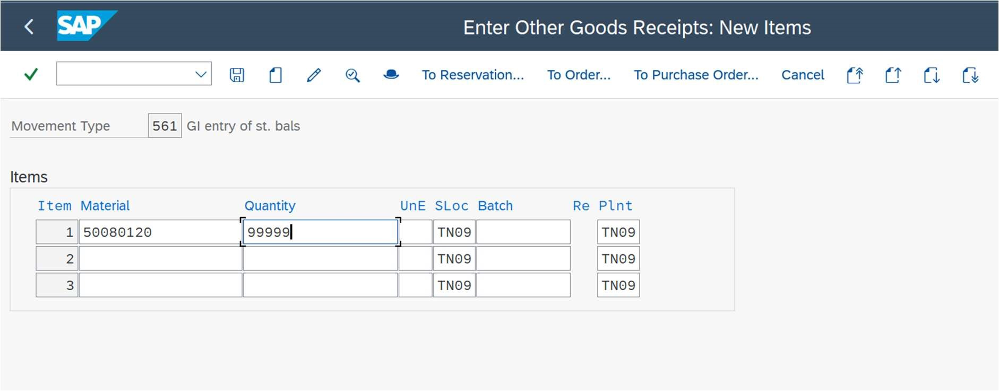 SAP Enter Other Goods Receipts: New Items
To Reservation... To Order... To Purchase Order... Cancel
Movement Type 561 GI entry of st. bals
Items
Item Material Quantity UnE SLoc Batch Re Plnt
1 50080120 99999 TN09 TN09
2 TN09 TN09
3 TN09 TN09